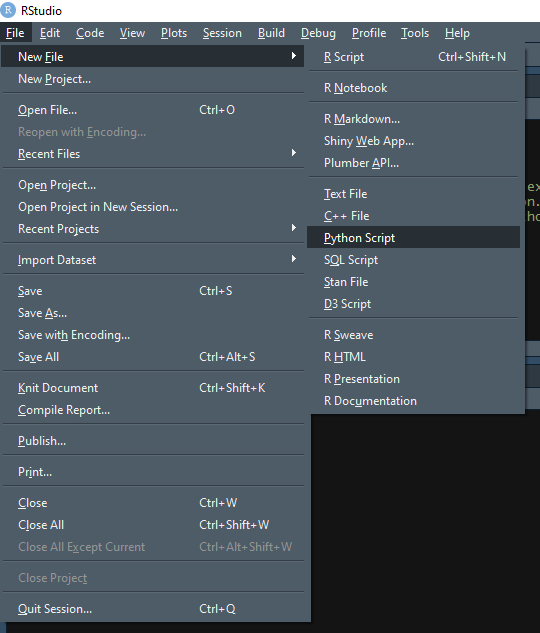 R RStudio
File Edit Code View Plots Session Build Debug Profile Tools Help
New File
New Project...
Open File... Ctrl+O
Reopen with Encoding...
Recent Files
Open Project...
Open Project in New Session...
Recent Projects
Import Dataset
Save Ctrl+S
Save As...
Save with Encoding...
Save All Ctrl+Alt+S
Knit Document Ctrl+Shift+K
Compile Report...
Publish...
Print...
Close Ctrl+W
Close All Ctrl+Shift+W
Close All Except Current Ctrl+Alt+Shift+W
Close Project
Quit Session... Ctrl+Q
R Script Ctrl+Shift+N
R Notebook
R Markdown...
Shiny Web App...
Plumber API...
Text File
C++ File
Python Script
SQL Script
Stan File
D3 Script
R Sweave
R HTML
R Presentation
R Documentation